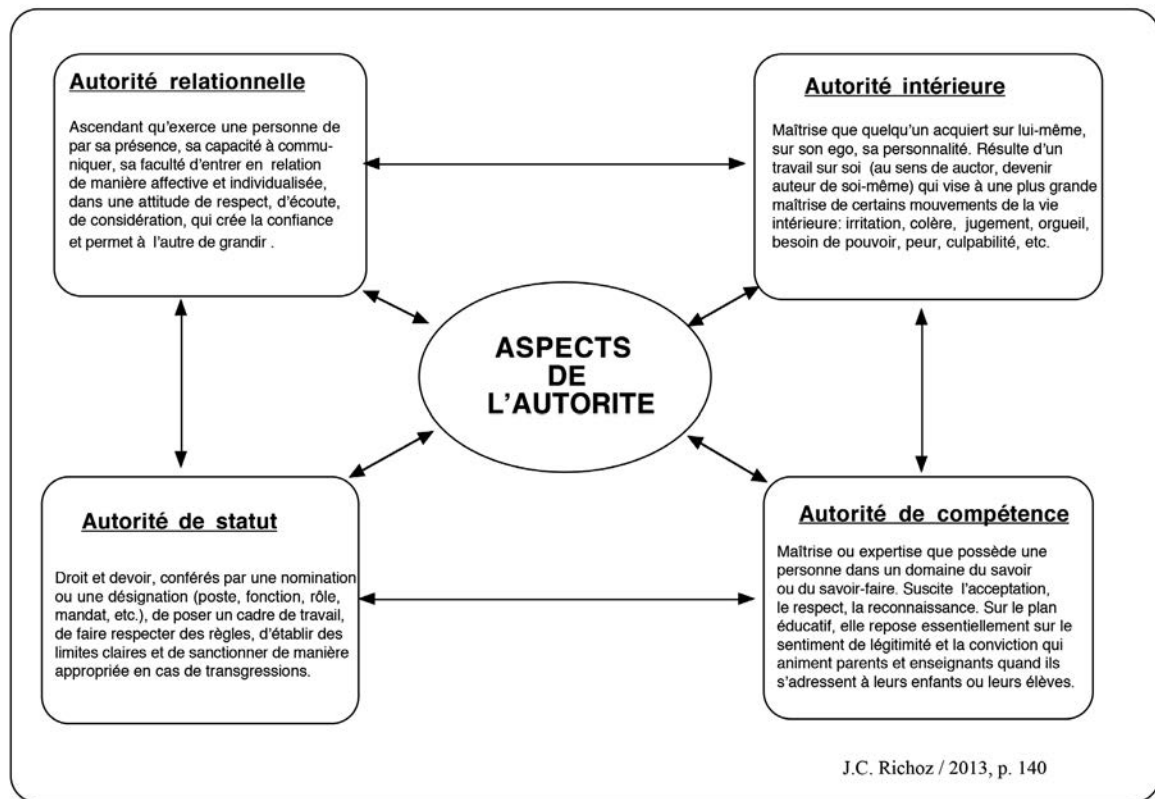 Autorité relationnelle
Ascendant qu'exerce une personne de
par sa présence, sa capacité à commu-
niquer, sa faculté d'entrer en relation
de manière affective et individualisée,
dans une attitude de respect, d'écoute,
de considération, qui crée la confiance
et permet à l'autre de grandir .
Autorité intérieure
Maîtrise que quelqu'un acquiert sur lui-même,
sur son ego, sa personnalité. Résulte d'un
travail sur soi (au sens de auctor, devenir
auteur de soi-même) qui vise à une plus grande
maîtrise de certains mouvements de la vie
intérieure: irritation, colère, jugement, orgueil,
besoin de pouvoir, peur, culpabilité, etc.
ASPECTS
DE
L'AUTORITE
Autorité de statut
Droit et devoir, conférés par une nomination
ou une désignation (poste, fonction, rôle,
mandat, etc.), de poser un cadre de travail,
de faire respecter des règles, d'établir des
limites claires et de sanctionner de manière
appropriée en cas de transgressions.
Autorité de compétence
Maîtrise ou expertise que possède une
personne dans un domaine du savoir
ou du savoir-faire. Suscite l'acceptation,
le respect, la reconnaissance. Sur le plan
éducatif, elle repose essentiellement sur le
sentiment de légitimité et la conviction qui
animent parents et enseignants quand ils
s'adressent à leurs enfants ou leurs élèves.
J.C. Richoz / 2013, p. 140